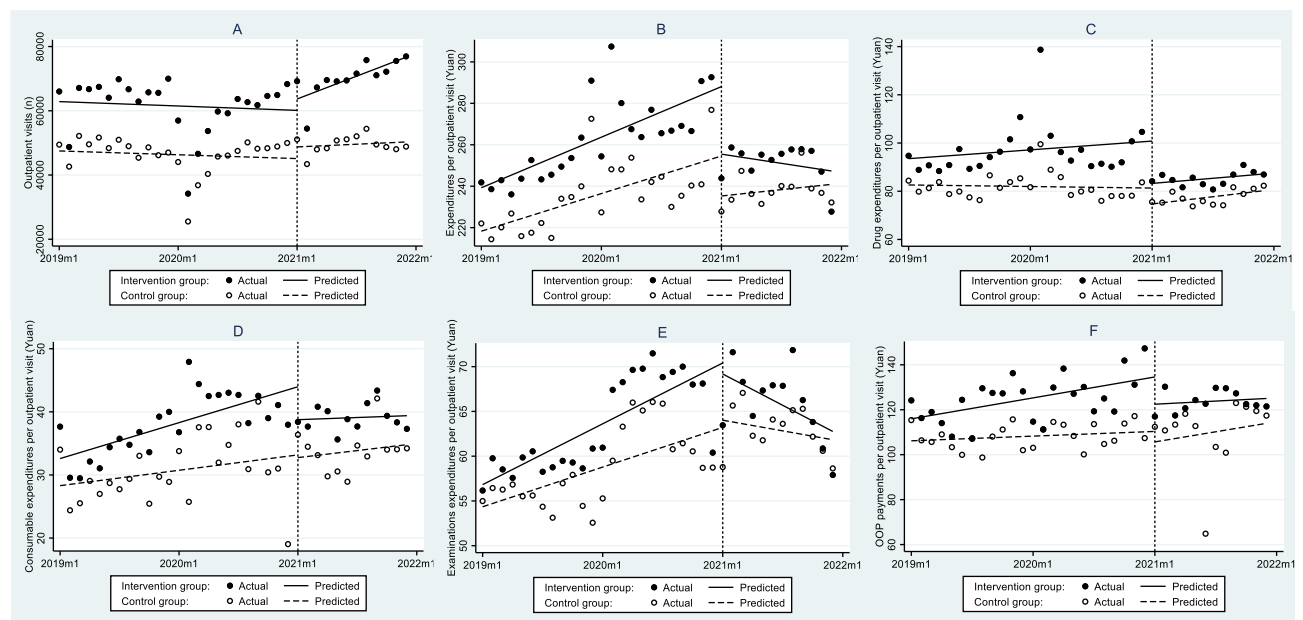 A
Outpatient visits (n)
80000
60000
40000
20000
2019m1 2020m1 2021m1 2022m1
Intervention group: Actual Predicted
Control group: Actual Predicted
B
Expenditures per outpatient visit (Yuan)
300
280
260
240
220
2019m1 2020m1 2021m1 2022m1
Intervention group: Actual Predicted
Control group: Actual Predicted
C
Drug expenditures per outpatient visit (Yuan)
140
120
100
80
60
2019m1 2020m1 2021m1 2022m1
Intervention group: Actual Predicted
Control group: Actual Predicted
D
Consumable expenditures per outpatient visit (Yuan)
50
40
30
20
2019m1 2020m1 2021m1 2022m1
Intervention group: Actual Predicted
Control group: Actual Predicted
E
Examinations expenditures per outpatient visit (Yuan)
70
65
60
55
50
2019m1 2020m1 2021m1 2022m1
Intervention group: Actual Predicted
Control group: Actual Predicted
F
OOP payments per outpatient visit (Yuan)
140
120
100
80
60
2019m1 2020m1 2021m1 2022m1
Intervention group: Actual Predicted
Control group: Actual Predicted